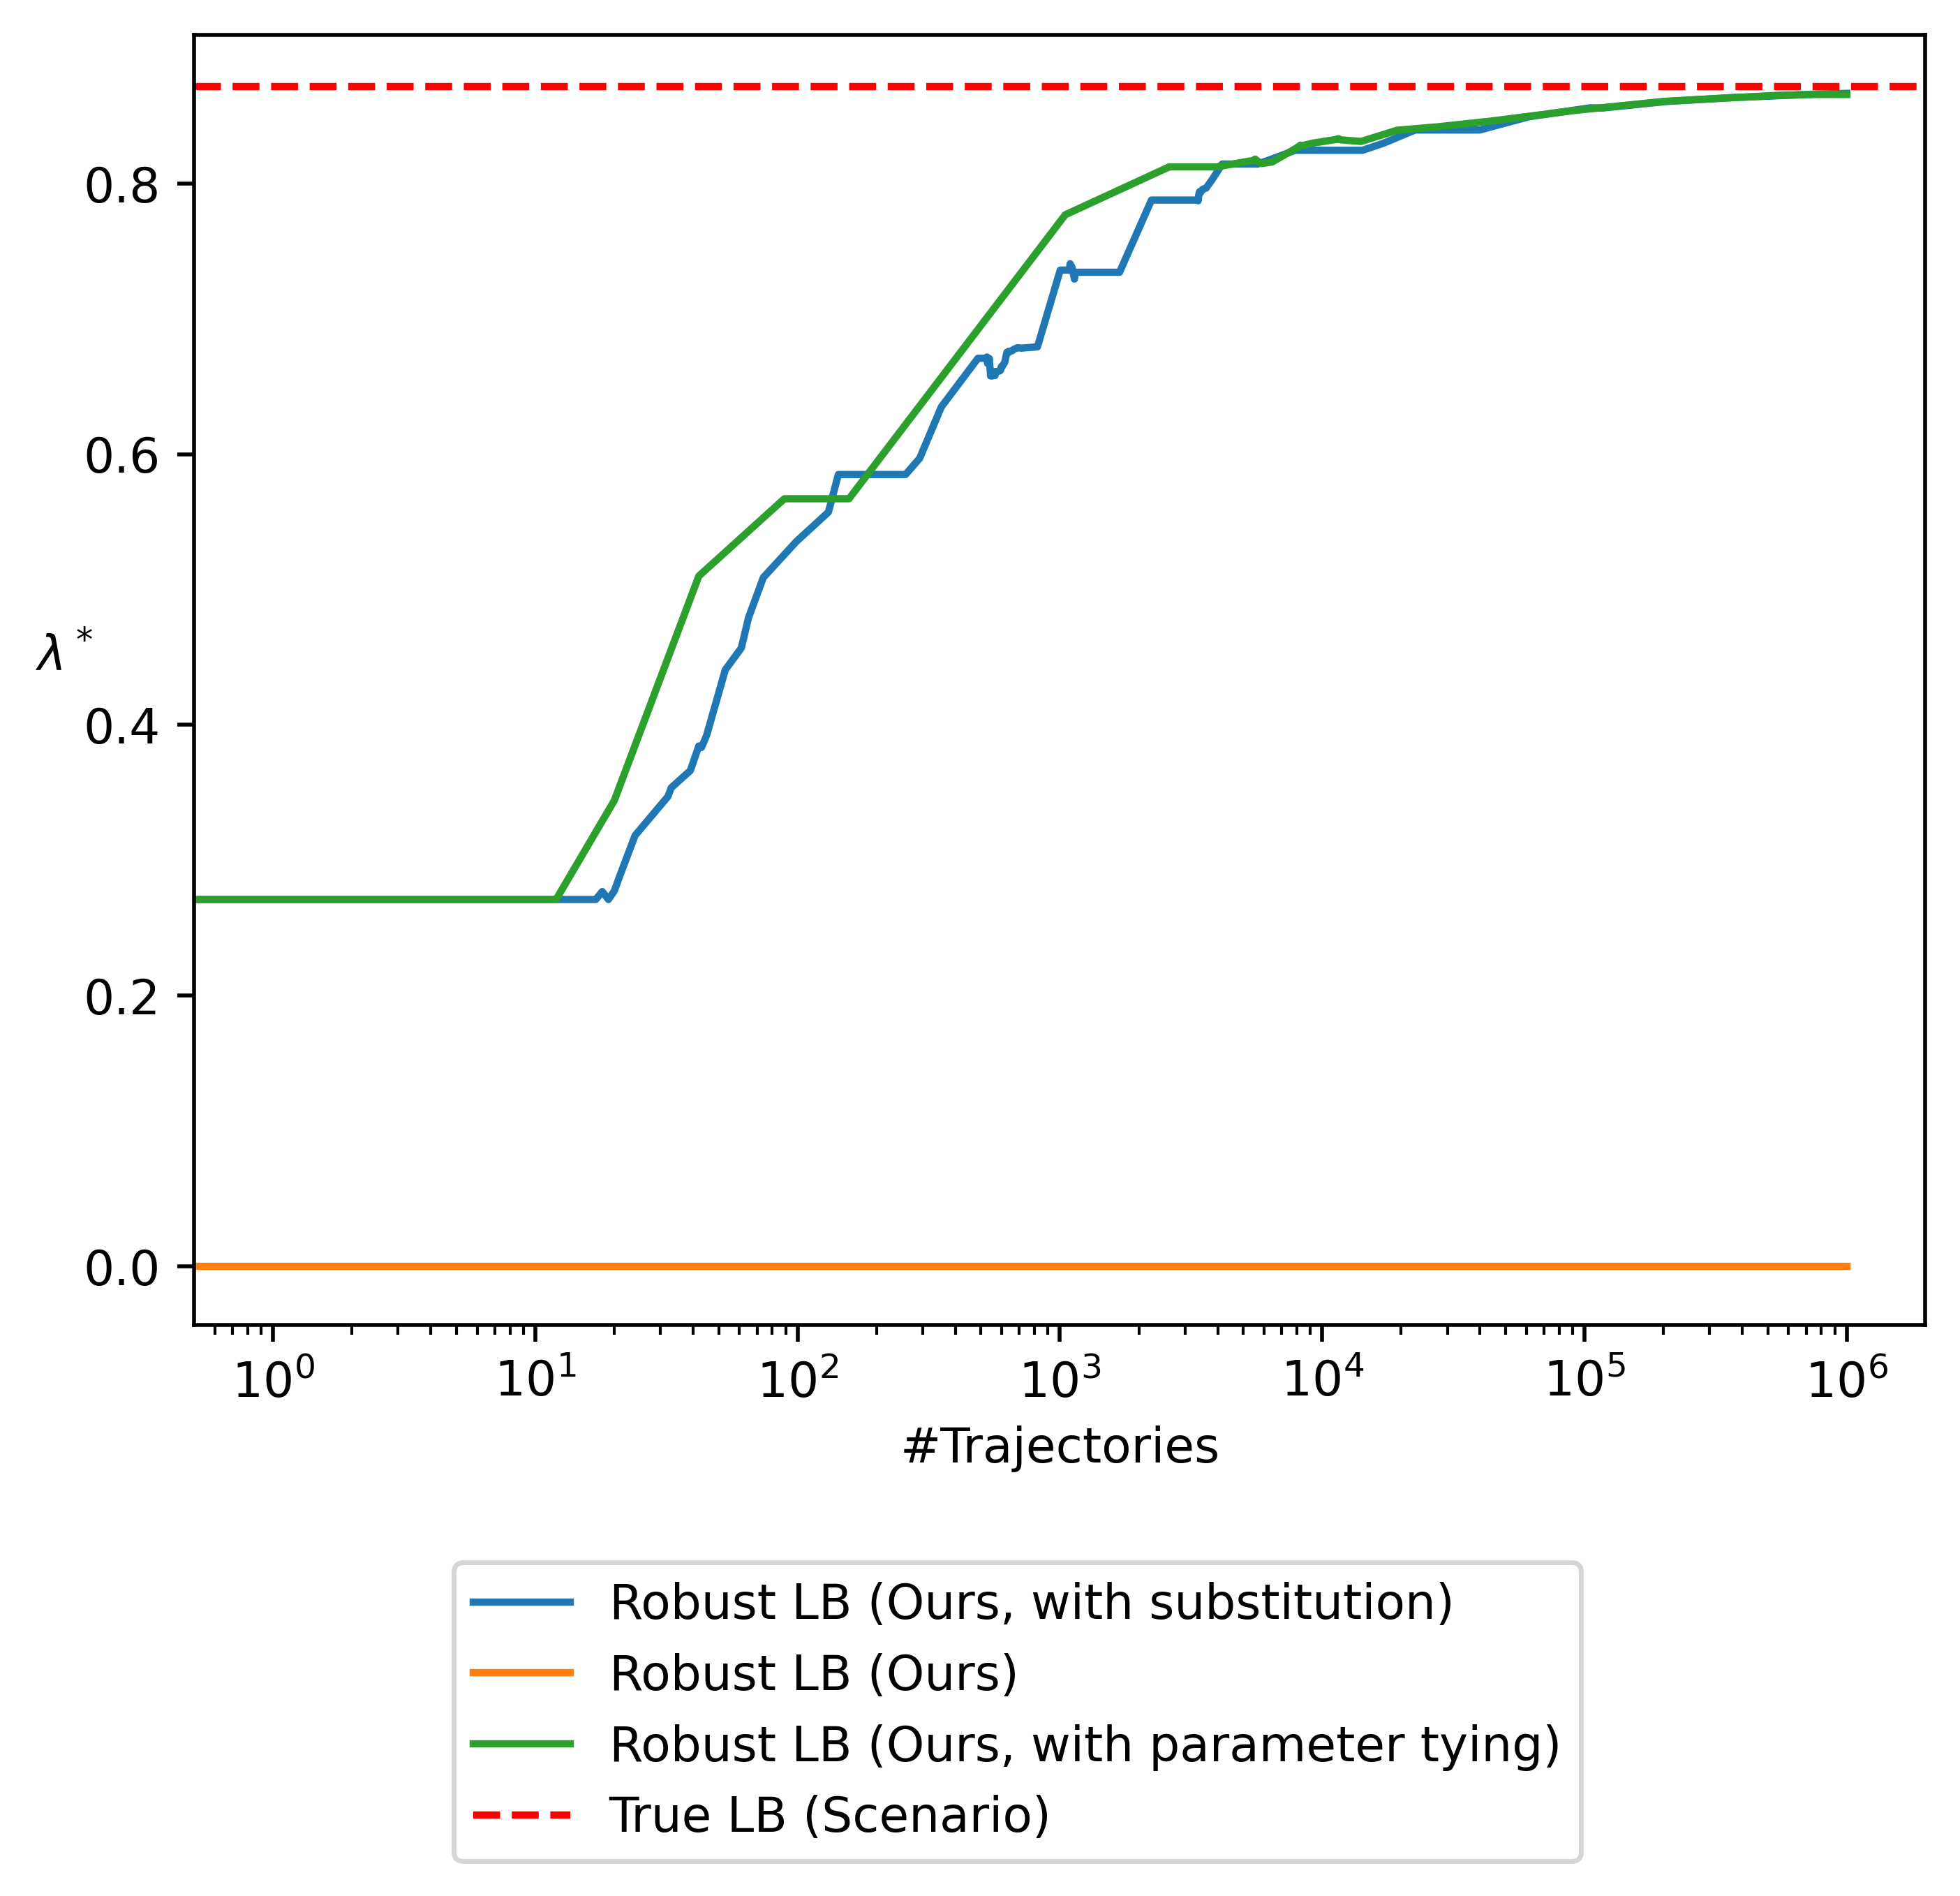 0.8
0.6
λ*
0.4
0.2
0.0
10⁰ 10¹ 10² 10³ 10⁴ 10⁵ 10⁶
#Trajectories
Robust LB (Ours, with substitution)
Robust LB (Ours)
Robust LB (Ours, with parameter tying)
True LB (Scenario)